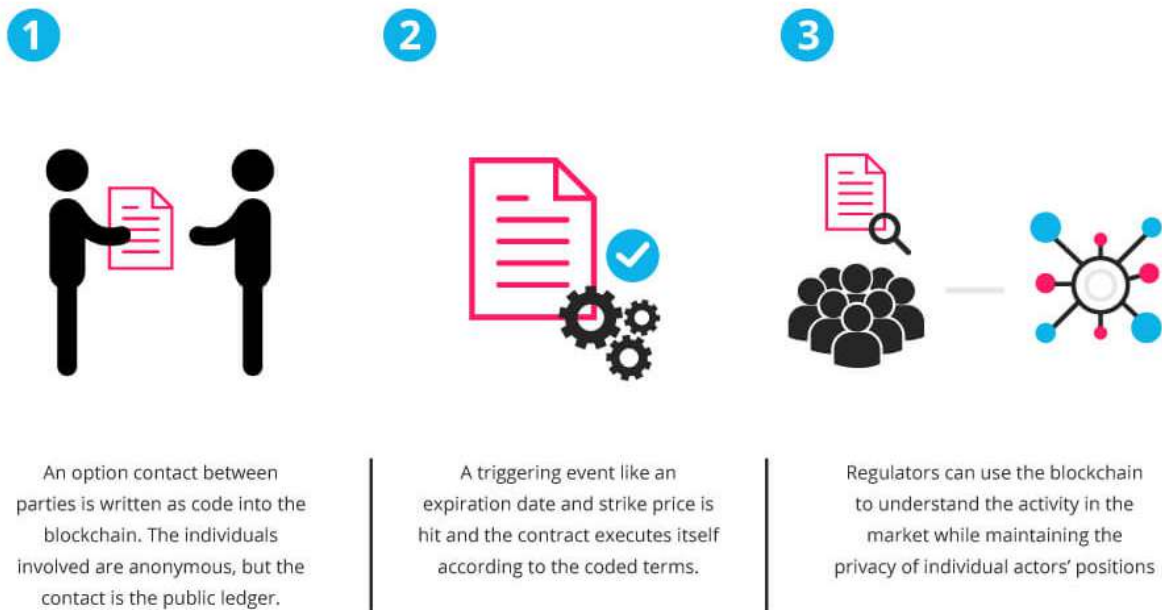 1
An option contact between
parties is written as code into the
blockchain. The individuals
involved are anonymous, but the
contact is the public ledger.
2
A triggering event like an
expiration date and strike price is
hit and the contract executes itself
according to the coded terms.
3
Regulators can use the blockchain
to understand the activity in the
market while maintaining the
privacy of individual actors’ positions